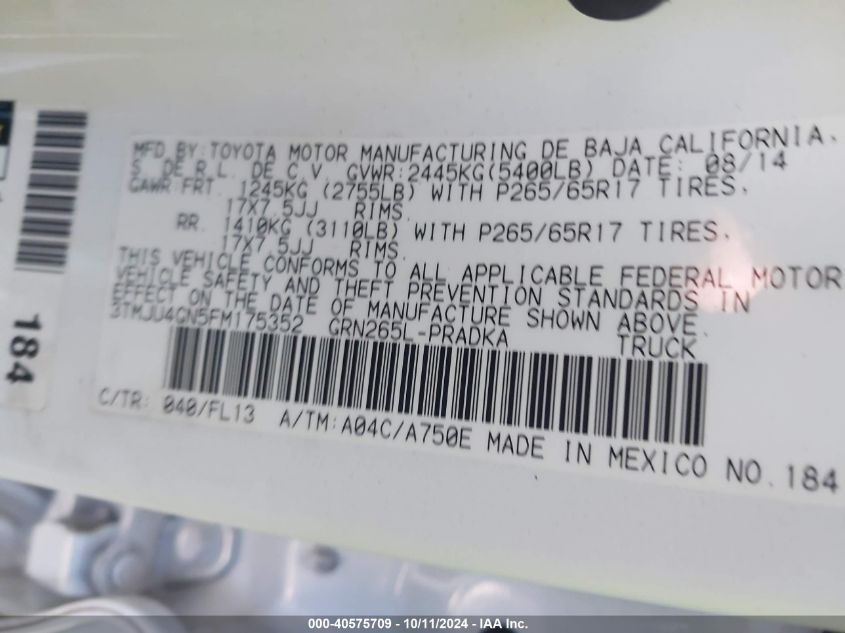 MFD BY:TOYOTA MOTOR MANUFACTURING DE BAJA CALIFORNIA.
S. DE R.L. DE C.V. GVWR:2445KG(5400LB) DATE: 08/14
GAWR FRT. 1245KG (2755LB) WITH P265/65R17 TIRES.
17X7.5JJ RIMS.
RR. 1410KG (3110LB) WITH P265/65R17 TIRES.
17X7.5JJ RIMS.
THIS VEHICLE CONFORMS TO ALL APPLICABLE FEDERAL MOTOR
VEHICLE SAFETY AND THEFT PREVENTION STANDARDS IN
EFFECT ON THE DATE OF MANUFACTURE SHOWN ABOVE.
3TMJU4GN5FM175352 GRN265L-PRADKA TRUCK
C/TR: 040/FL13 A/TM:A04C/A750E MADE IN MEXICO NO.184
184
000-40575709 - 10/11/2024 - IAA Inc.